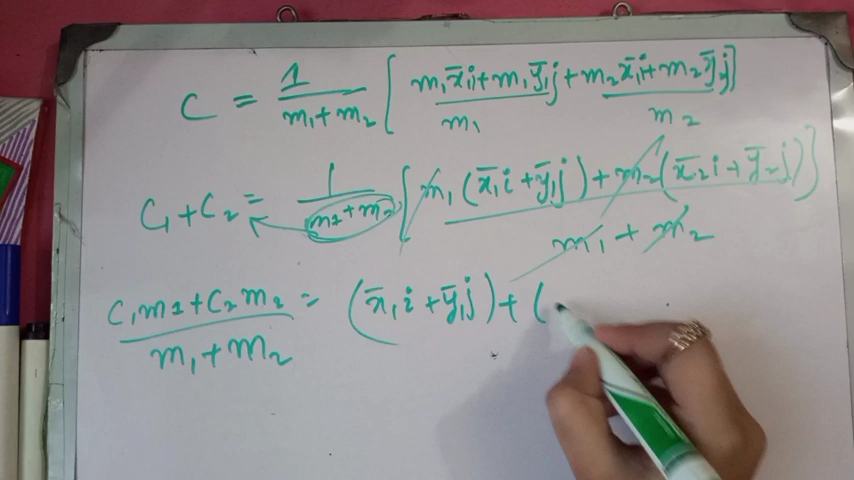 C = 1/(m₁+m₂) [ (m₁x̄₁i+m₁ȳ₁j)/m₁ + (m₂x̄₁i+m₂ȳ₂j)/m₂ ]
C₁+C₂ = 1/(m1+m₂) [ (m₁(x̄₁i+ȳ₁j)+m₂(x̄₂i+ȳ₂j))/(m₁+m₂) ]
(C₁m1+C₂m₂)/(m₁+m₂) = (x̄₁i+ȳ₁j)+(